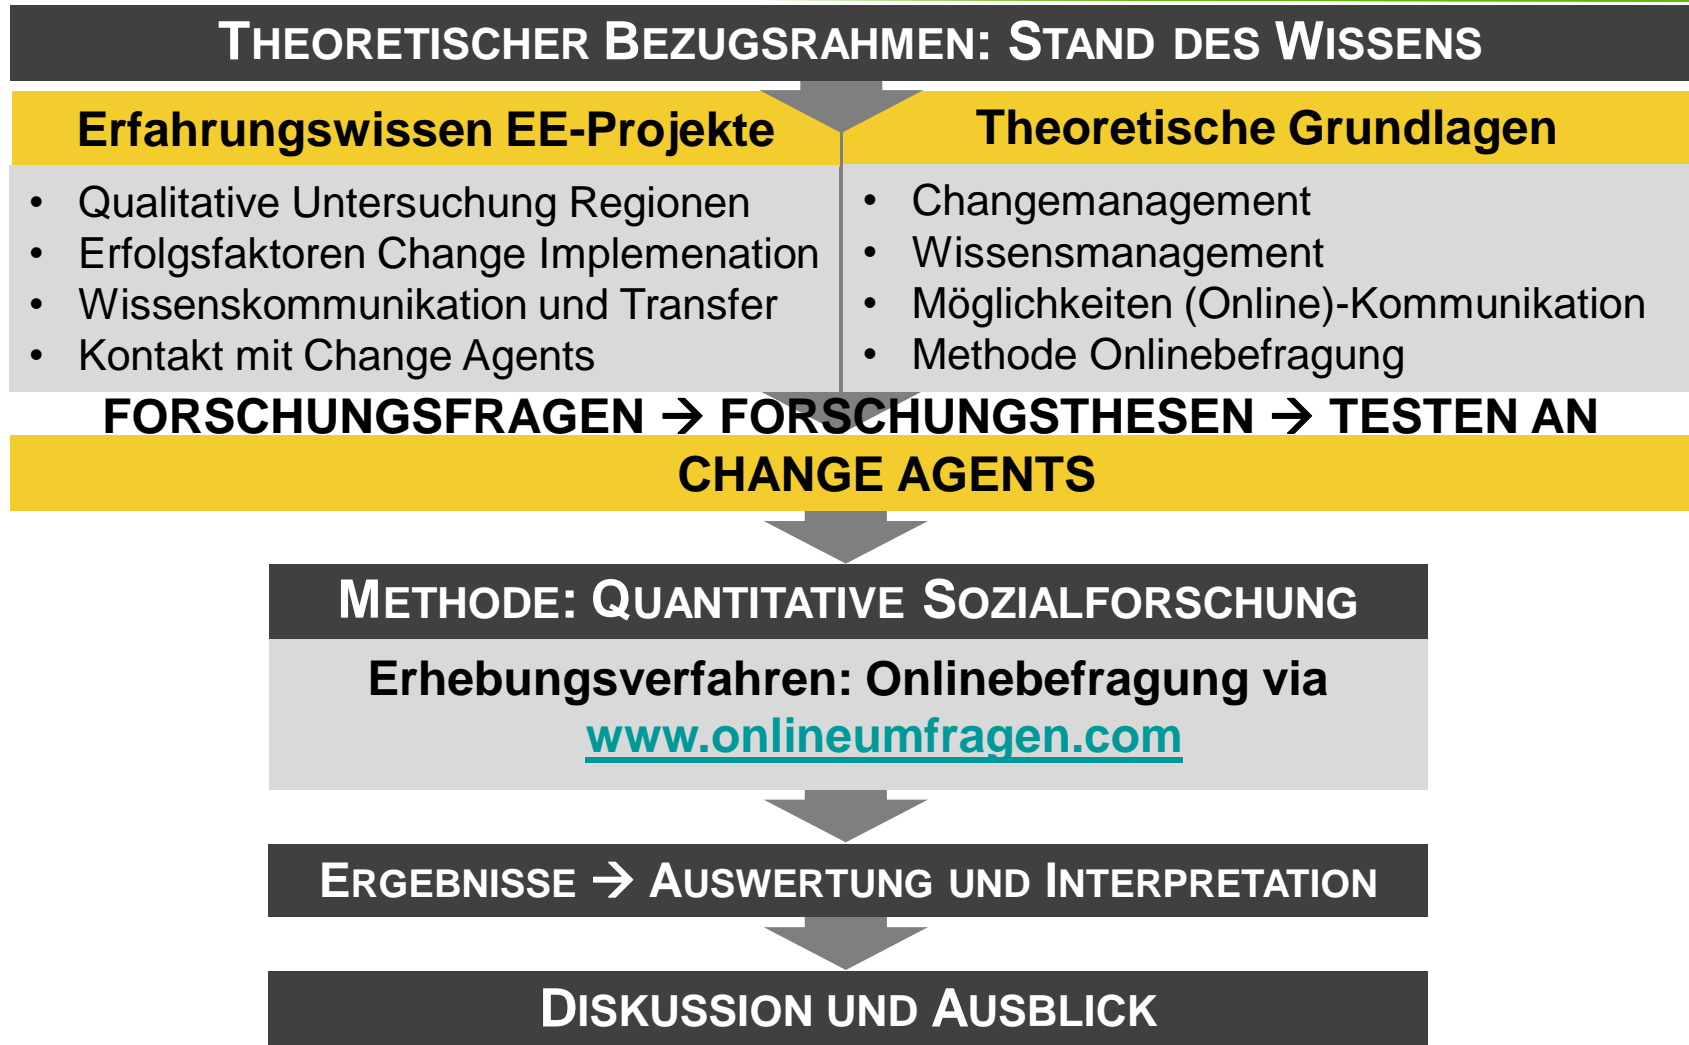 THEORETISCHER BEZUGSRAHMEN: STAND DES WISSENS
Erfahrungswissen EE-Projekte
• Qualitative Untersuchung Regionen
• Erfolgsfaktoren Change Implemenation
• Wissenskommunikation und Transfer
• Kontakt mit Change Agents
Theoretische Grundlagen
• Changemanagement
• Wissensmanagement
• Möglichkeiten (Online)-Kommunikation
• Methode Onlinebefragung
FORSCHUNGSFRAGEN → FORSCHUNGSTHESEN → TESTEN AN
CHANGE AGENTS
METHODE: QUANTITATIVE SOZIALFORSCHUNG
Erhebungsverfahren: Onlinebefragung via
www.onlineumfragen.com
ERGEBNISSE → AUSWERTUNG UND INTERPRETATION
DISKUSSION UND AUSBLICK